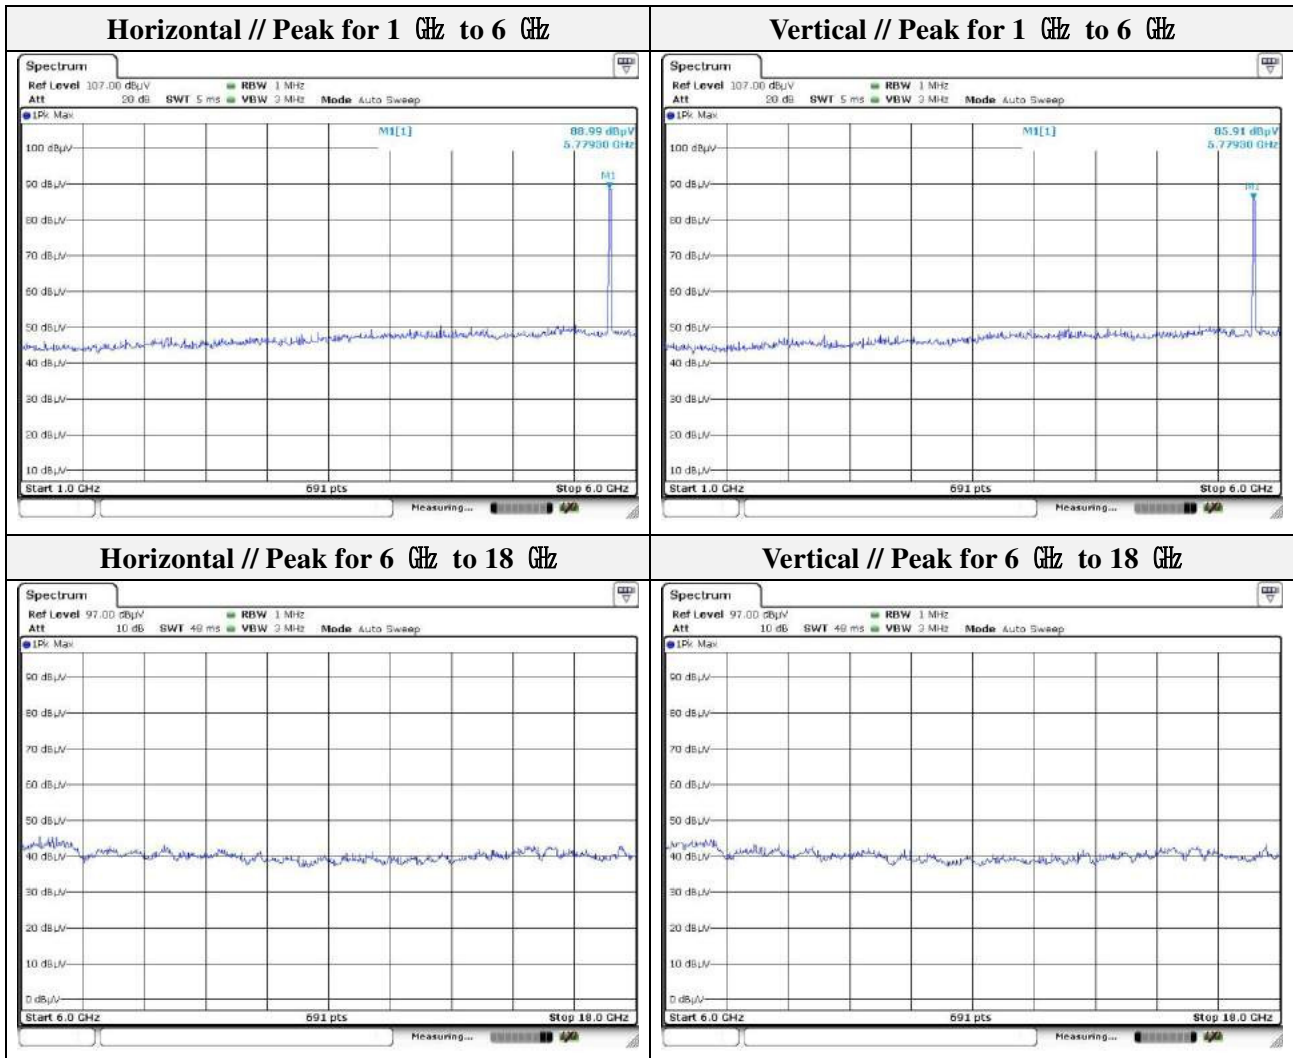 Horizontal // Peak for 1 ㎓ to 6 ㎓
Spectrum
Ref Level 107.00 dBµV RBW 1 MHz
Att 20 dB SWT 5 ms VBW 3 MHz Mode Auto Sweep
1Pk Max
M1[1] 88.99 dBµV
5.77930 GHz
M1
100 dBµV
90 dBµV
80 dBµV
70 dBµV
60 dBµV
50 dBµV
40 dBµV
30 dBµV
20 dBµV
10 dBµV
Start 1.0 GHz 691 pts Stop 6.0 GHz
Measuring...
Vertical // Peak for 1 ㎓ to 6 ㎓
Spectrum
Ref Level 107.00 dBµV RBW 1 MHz
Att 20 dB SWT 5 ms VBW 3 MHz Mode Auto Sweep
1Pk Max
M1[1] 85.91 dBµV
5.77930 GHz
M1
100 dBµV
90 dBµV
80 dBµV
70 dBµV
60 dBµV
50 dBµV
40 dBµV
30 dBµV
20 dBµV
10 dBµV
Start 1.0 GHz 691 pts Stop 6.0 GHz
Measuring...
Horizontal // Peak for 6 ㎓ to 18 ㎓
Spectrum
Ref Level 97.00 dBµV RBW 1 MHz
Att 10 dB SWT 48 ms VBW 3 MHz Mode Auto Sweep
1Pk Max
90 dBµV
80 dBµV
70 dBµV
60 dBµV
50 dBµV
40 dBµV
30 dBµV
20 dBµV
10 dBµV
0 dBµV
Start 6.0 GHz 691 pts Stop 18.0 GHz
Measuring...
Vertical // Peak for 6 ㎓ to 18 ㎓
Spectrum
Ref Level 97.00 dBµV RBW 1 MHz
Att 10 dB SWT 48 ms VBW 3 MHz Mode Auto Sweep
1Pk Max
90 dBµV
80 dBµV
70 dBµV
60 dBµV
50 dBµV
40 dBµV
30 dBµV
20 dBµV
10 dBµV
0 dBµV
Start 6.0 GHz 691 pts Stop 18.0 GHz
Measuring...